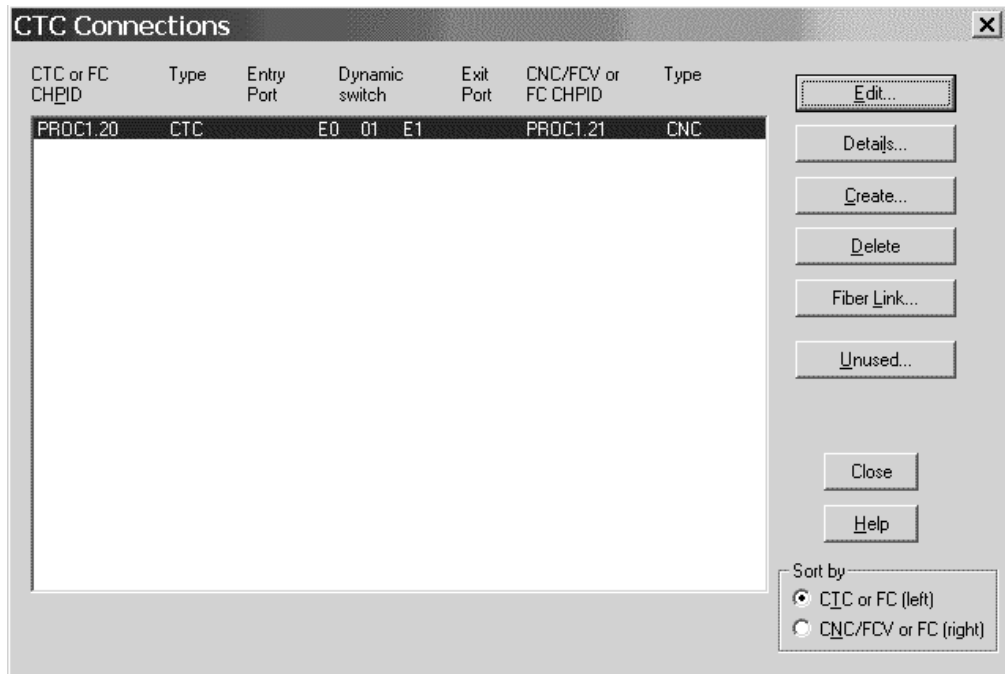 CTC Connections
CTC or FC Type Entry Dynamic Exit CNC/FCV or Type
CHPID Port switch Port FC CHPID
PROC1.20 CTC E0 01 E1 PROC1.21 CNC
Edit...
Details...
Create...
Delete
Fiber Link...
Unused...
Close
Help
Sort by
CTC or FC (left)
CNC/FCV or FC (right)